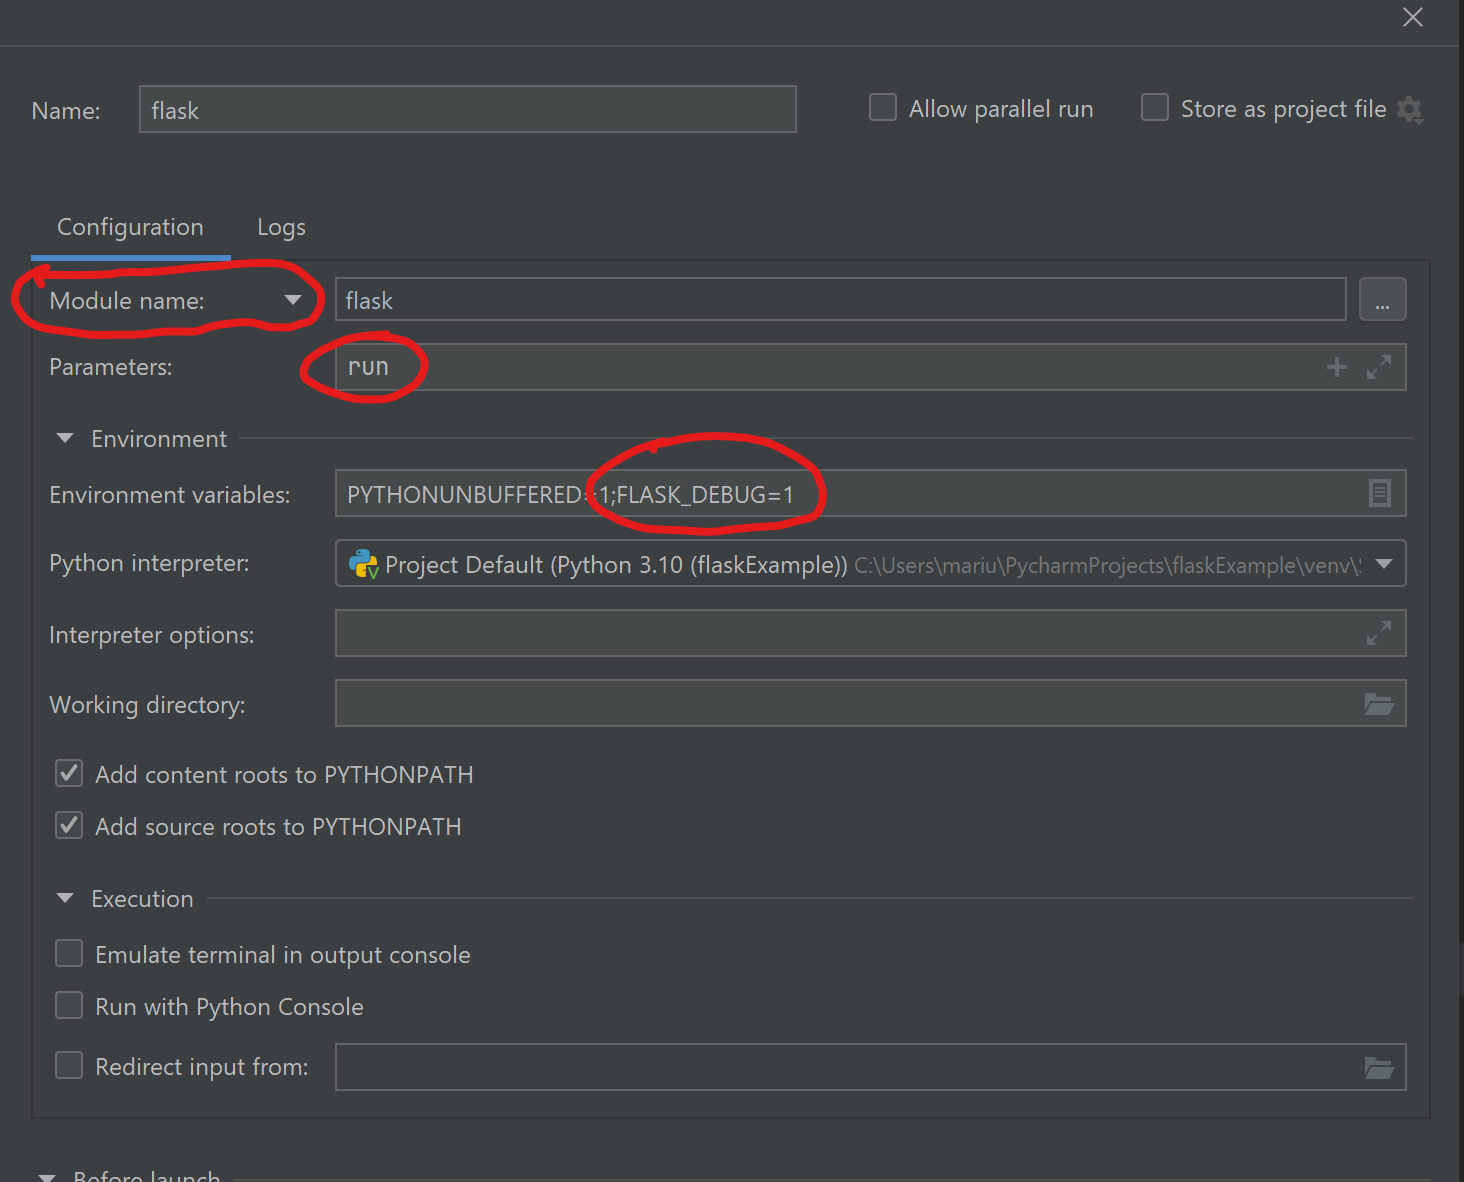 Name: flask Allow parallel run Store as project file
Configuration Logs
Module name: flask ...
Parameters: run
Environment
Environment variables: PYTHONUNBUFFERED=1;FLASK_DEBUG=1
Python interpreter: Project Default (Python 3.10 (flaskExample)) C:\Users\mariu\PycharmProjects\flaskExample\venv\
Interpreter options:
Working directory:
Add content roots to PYTHONPATH
Add source roots to PYTHONPATH
Execution
Emulate terminal in output console
Run with Python Console
Redirect input from:
Before launch